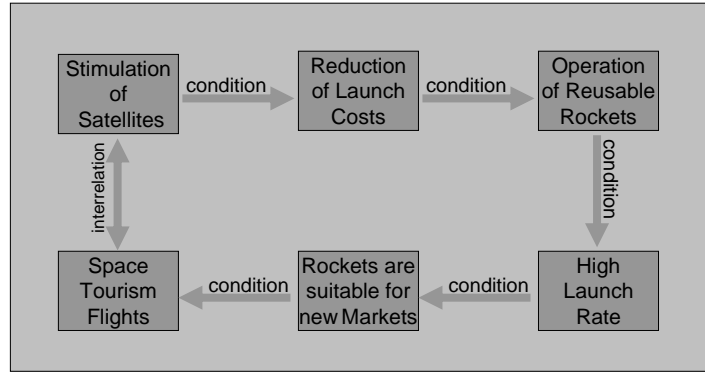 Stimulation
of
Satellites
condition
Reduction
of Launch
Costs
condition
Operation
of Reusable
Rockets
interrelation
condition
Space
Tourism
Flights
condition
Rockets are
suitable for
new Markets
condition
High
Launch
Rate